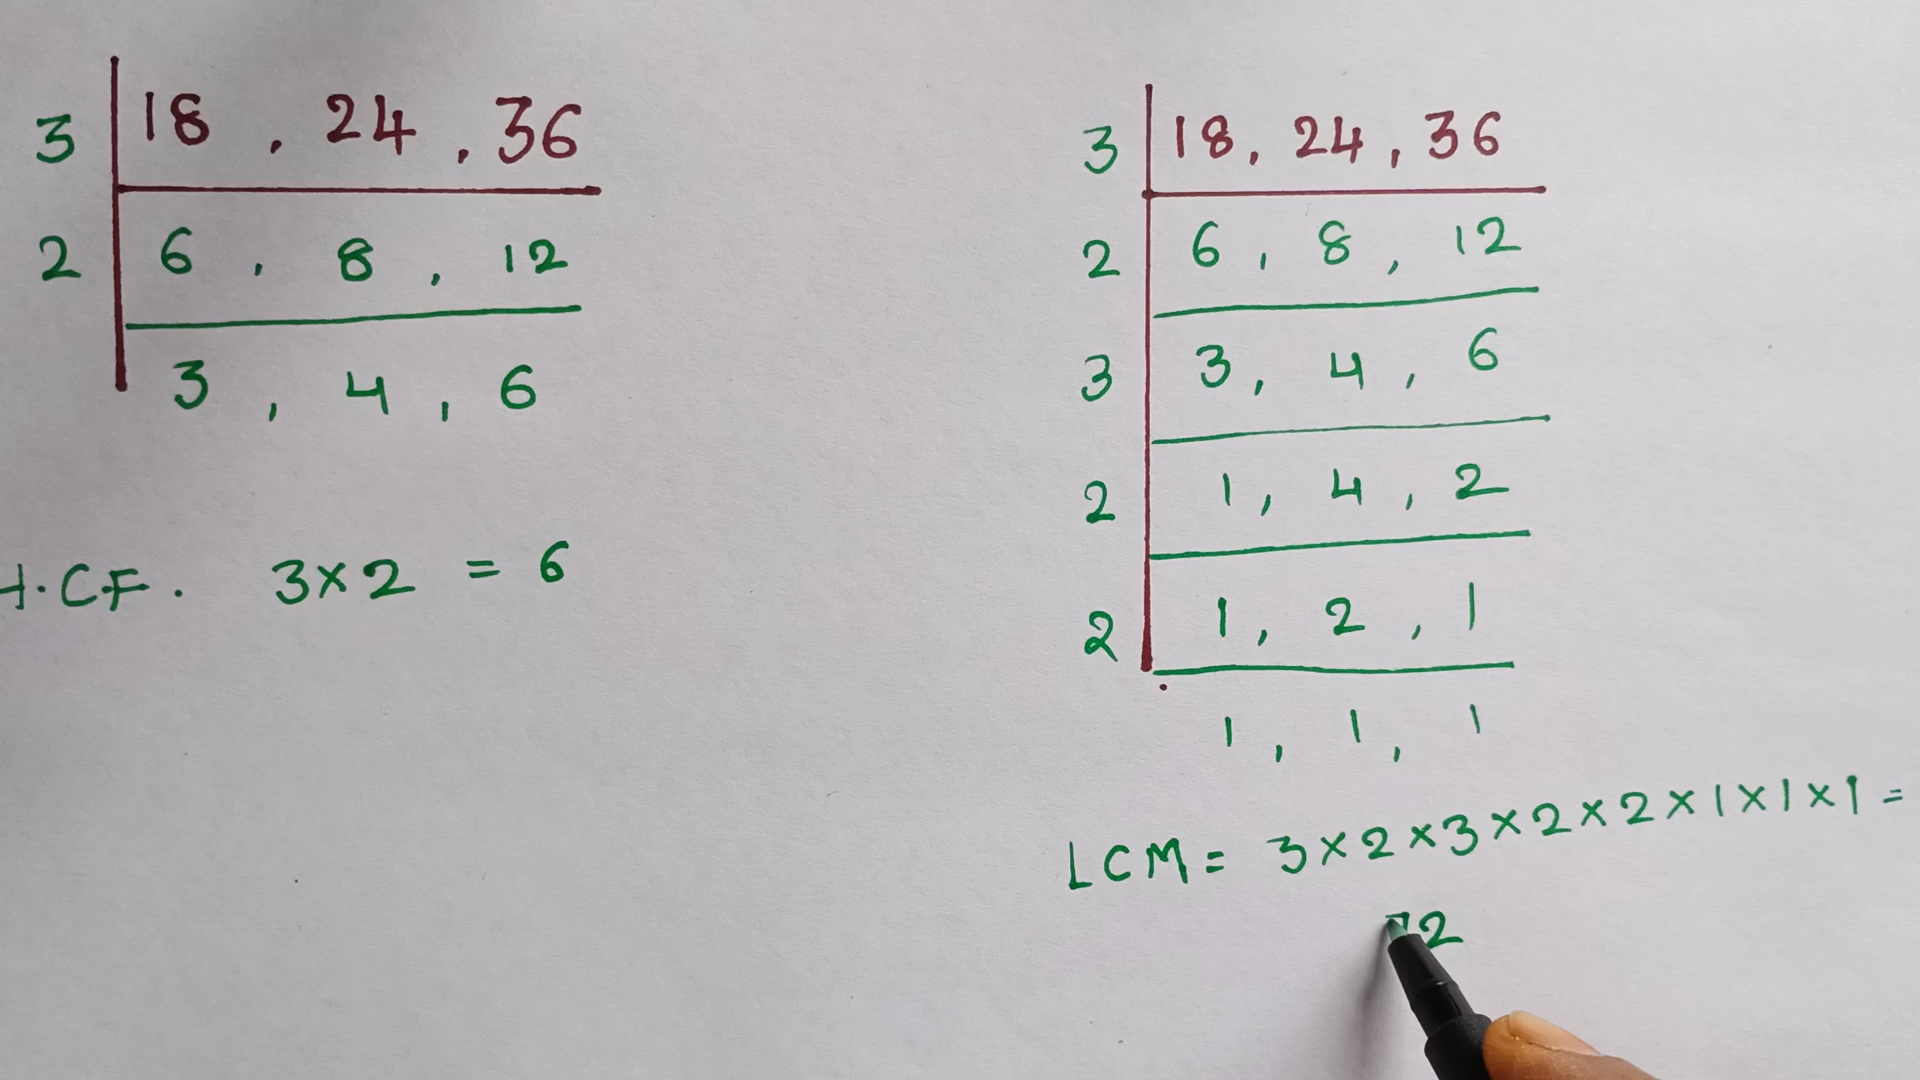 3 18 , 24 , 36
2 6 , 8 , 12
3 , 4 , 6
H.C.F. 3×2 = 6
3 18, 24, 36
2 6, 8, 12
3 3, 4, 6
2 1, 4, 2
2 1, 2, 1
1, 1, 1
LCM = 3×2×3×2×2×1×1×1 =
72